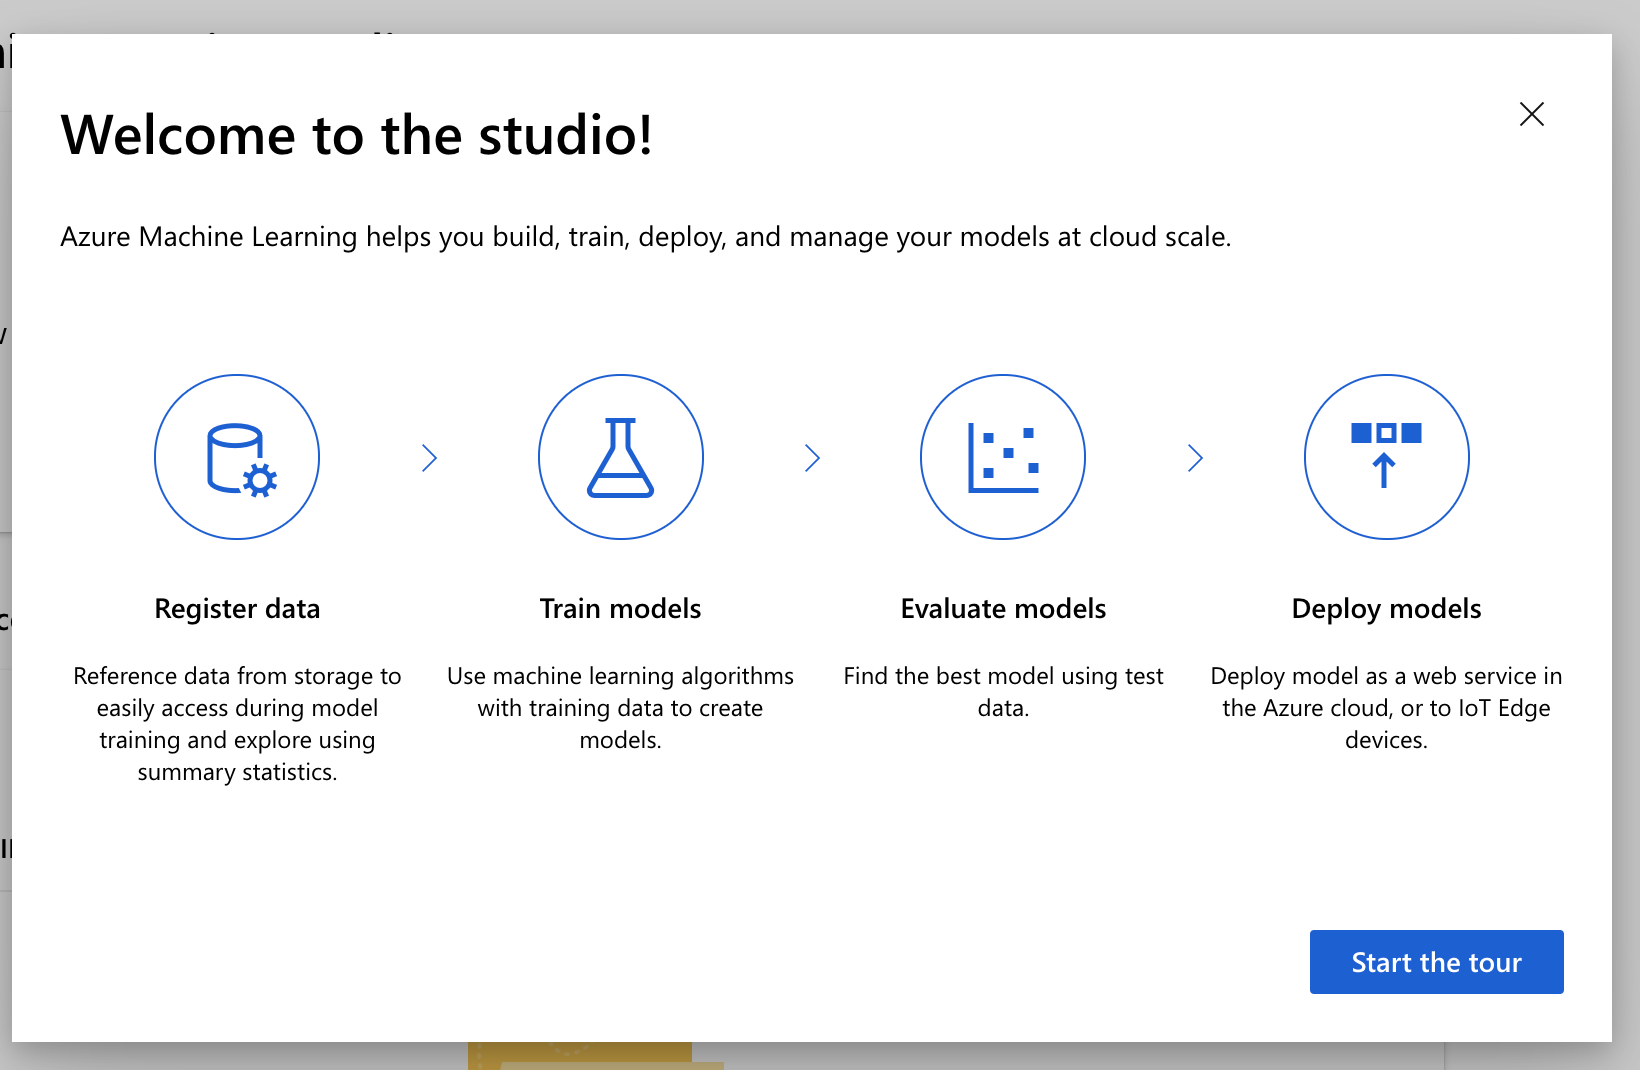 Welcome to the studio!
Azure Machine Learning helps you build, train, deploy, and manage your models at cloud scale.
Register data
Reference data from storage to
easily access during model
training and explore using
summary statistics.
Train models
Use machine learning algorithms
with training data to create
models.
Evaluate models
Find the best model using test
data.
Deploy models
Deploy model as a web service in
the Azure cloud, or to IoT Edge
devices.
Start the tour